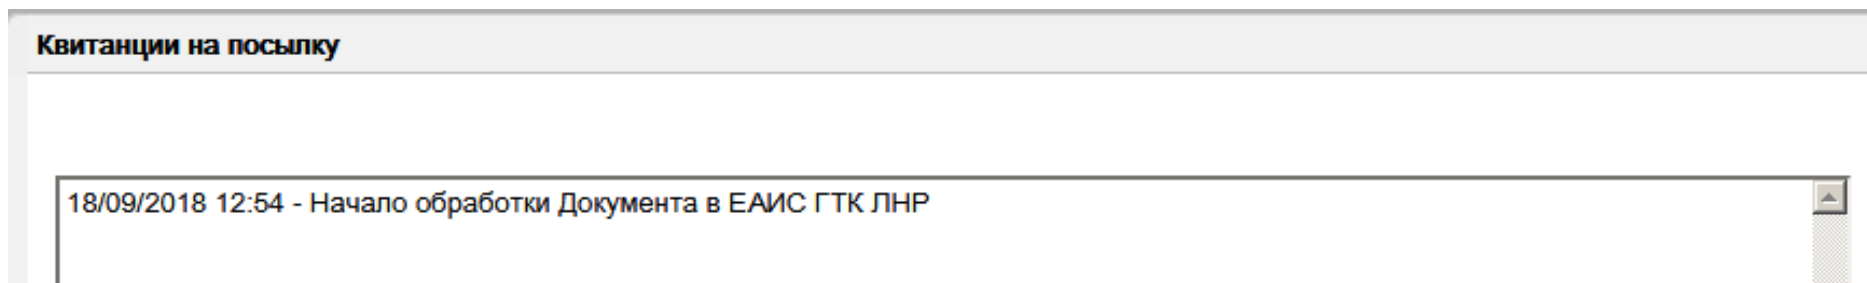 Квитанции на посылку
18/09/2018 12:54 - Начало обработки Документа в ЕАИС ГТК ЛНР